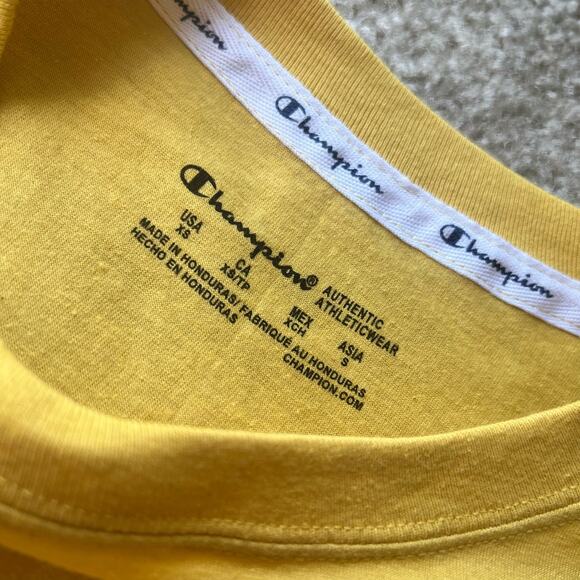 Champion
Champion
Champion
Champion®
AUTHENTIC
ATHLETICWEAR
USA CA MEX ASIA
XS XS/TP XCH S
MADE IN HONDURAS/ FABRIQUÉ AU HONDURAS
HECHO EN HONDURAS CHAMPION.COM